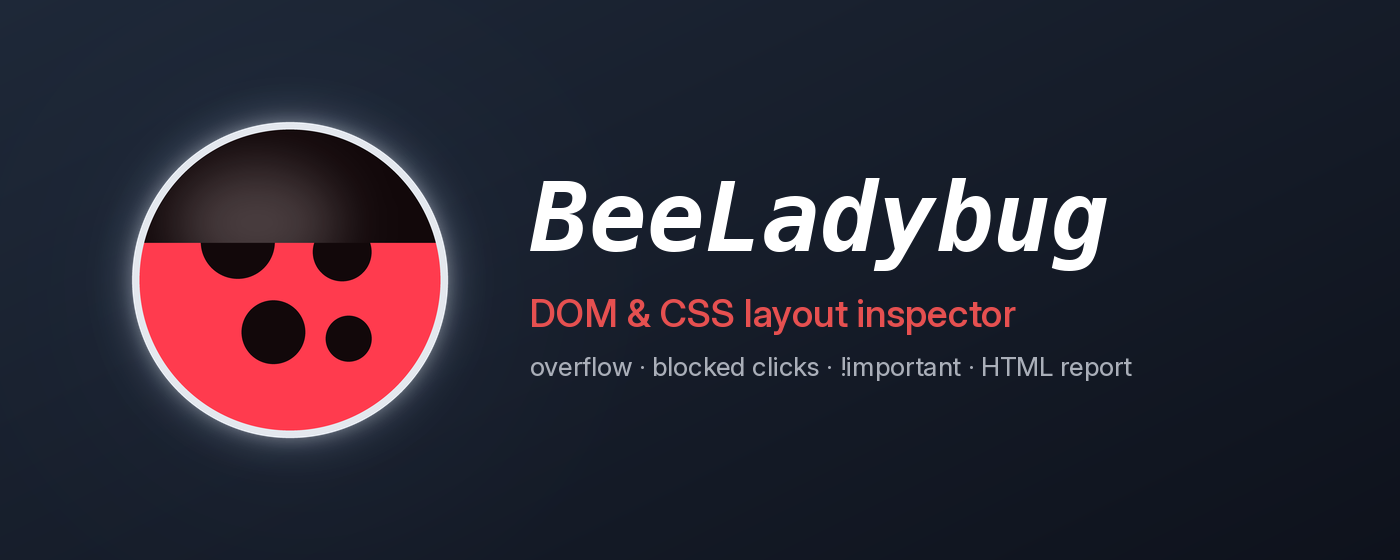 BeeLadybug
DOM & CSS layout inspector
overflow · blocked clicks · !important · HTML report